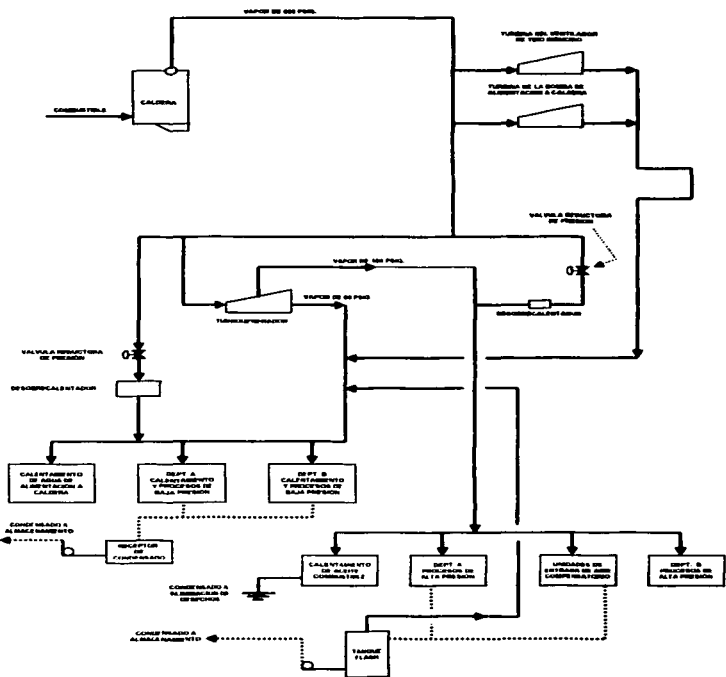 VAPOR DE 600 PSIG.
TURBINA DEL VENTILADOR
DE TIRO INDUCIDO
CALDERA
TURBINA DE LA BOMBA DE
ALIMENTACION A CALDERA
COMBUSTIBLE
VALVULA REDUCTORA
DE PRESION
VAPOR DE PSIG.
VAPOR DE PSIG
TURBOGENERADOR
DESOBRECALENTADOR
VALVULA REDUCTORA
DE PRESION
DESOBRECALENTADOR
CALENTAMIENTO
DE AGUA DE
ALIMENTACION A
CALDERA
DEPT. A
CALENTAMIENTO
Y PROCESOS DE
BAJA PRESION
DEPT. B
CALENTAMIENTO
Y PROCESOS DE
BAJA PRESION
CONDENSADO A
ALMACENAMIENTO
RECEPTOR
DE
CONDENSADO
CALENTAMIENTO
DE ACEITE
COMBUSTIBLE
DEPT. A
PROCESOS DE
ALTA PRESION
UNIDADES DE
ENTRADA DE AIRE
COMPENSATORIO
DEPT. B
PROCESOS DE
ALTA PRESION
CONDENSADO A
ELIMINACION DE
DESECHOS
CONDENSADO A
ALMACENAMIENTO
TANQUE
FLASH